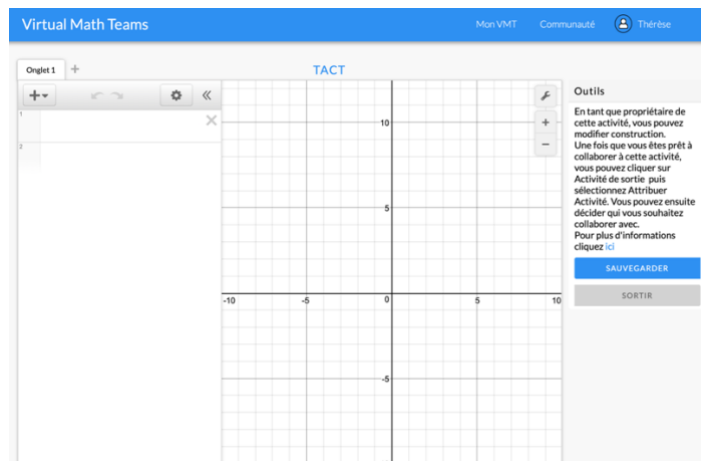 Virtual Math Teams
Mon VMT
Communauté
Thérèse
Onglet 1
TACT
1
2
10
5
-10
-5
0
5
10
-5
Outils
En tant que propriétaire de
cette activité, vous pouvez
modifier construction.
Une fois que vous êtes prêt à
collaborer à cette activité,
vous pouvez cliquer sur
Activité de sortie puis
sélectionnez Attribuer
Activité. Vous pouvez ensuite
décider qui vous souhaitez
collaborer avec.
Pour plus d'informations
cliquez ici
SAUVEGARDER
SORTIR